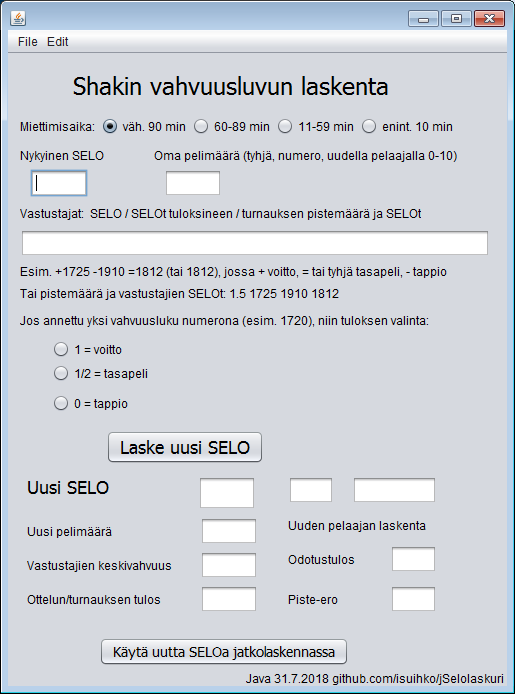 File Edit
Shakin vahvuusluvun laskenta
Miettimisaika: väh. 90 min 60-89 min 11-59 min enint. 10 min
Nykyinen SELO Oma pelimäärä (tyhjä, numero, uudella pelaajalla 0-10)
Vastustajat: SELO / SELOt tuloksineen / turnauksen pistemäärä ja SELOt
Esim. +1725 -1910 =1812 (tai 1812), jossa + voitto, = tai tyhjä tasapeli, - tappio
Tai pistemäärä ja vastustajien SELOt: 1.5 1725 1910 1812
Jos annettu yksi vahvuusluku numerona (esim. 1720), niin tuloksen valinta:
1 = voitto
1/2 = tasapeli
0 = tappio
Laske uusi SELO
Uusi SELO
Uusi pelimäärä Uuden pelaajan laskenta
Vastustajien keskivahvuus Odotustulos
Ottelun/turnauksen tulos Piste-ero
Käytä uutta SELOa jatkolaskennassa
Java 31.7.2018 github.com/isuihko/jSelolaskuri